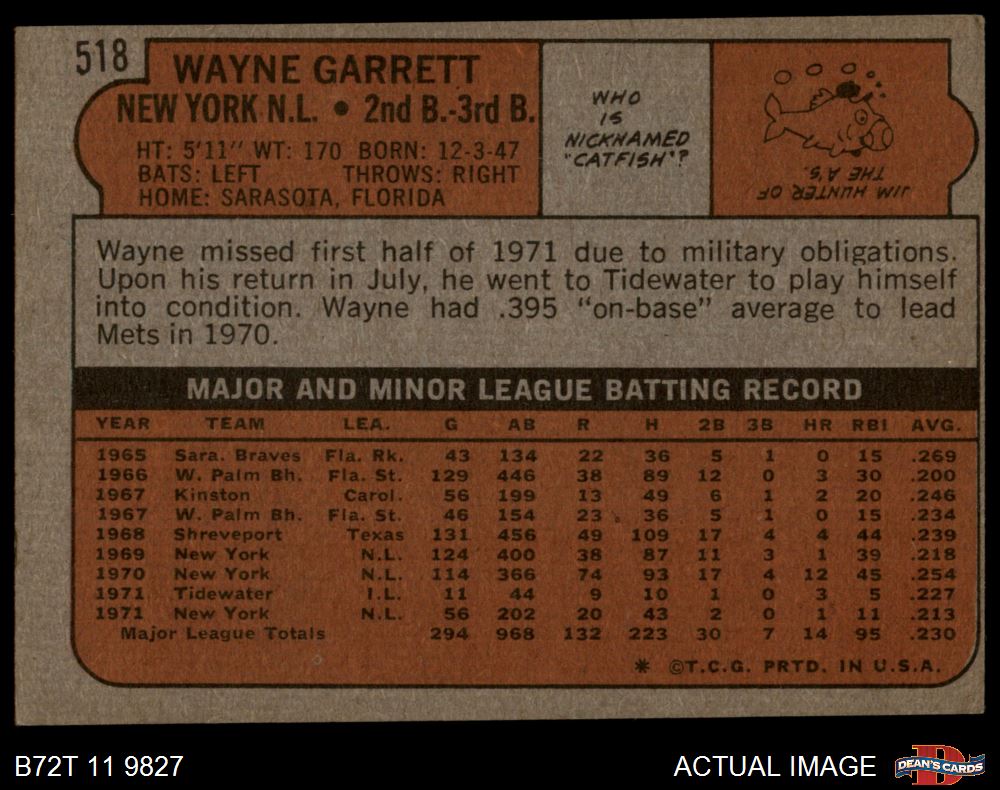 518
WAYNE GARRETT
NEW YORK N.L. • 2nd B.-3rd B.
HT: 5'11" WT: 170 BORN: 12-3-47
BATS: LEFT THROWS: RIGHT
HOME: SARASOTA, FLORIDA
WHO
IS
NICKNAMED
"CATFISH"?
JIM HUNTER OF
THE A'S.
Wayne missed first half of 1971 due to military obligations.
Upon his return in July, he went to Tidewater to play himself
into condition. Wayne had .395 "on-base" average to lead
Mets in 1970.
MAJOR AND MINOR LEAGUE BATTING RECORD
YEAR TEAM LEA. G AB R H 2B 3B HR RBI AVG.
1965 Sara. Braves Fla. Rk. 43 134 22 36 5 1 0 15 .269
1966 W. Palm Bh. Fla. St. 129 446 38 89 12 0 3 30 .200
1967 Kinston Carol. 56 199 13 49 6 1 2 20 .246
1967 W. Palm Bh. Fla. St. 46 154 23 36 5 1 0 15 .234
1968 Shreveport Texas 131 456 49 109 17 4 4 44 .239
1969 New York N.L. 124 400 38 87 11 3 1 39 .218
1970 New York N.L. 114 366 74 93 17 4 12 45 .254
1971 Tidewater I.L. 11 44 9 10 1 0 3 5 .227
1971 New York N.L. 56 202 20 43 2 0 1 11 .213
Major League Totals 294 968 132 223 30 7 14 95 .230
* ©T.C.G. PRTD. IN U.S.A.
B72T 11 9827
ACTUAL IMAGE
D
DEAN'S CARDS